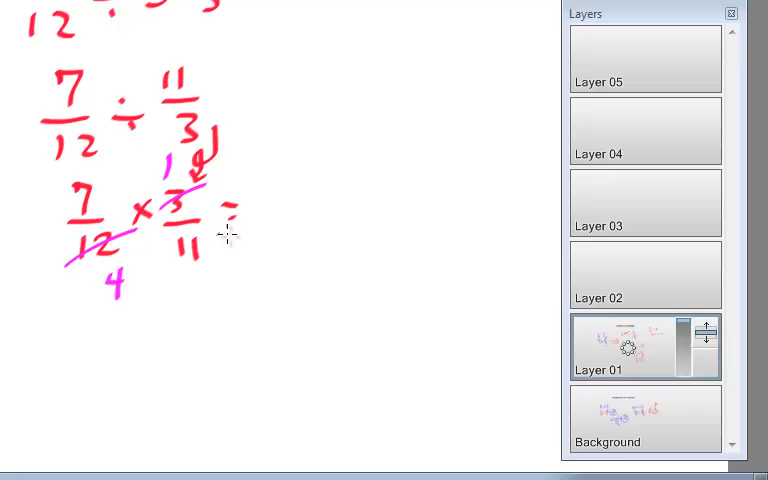 12 ÷
7/12 ÷ 11/3
1
7/12 × 3/11 =
4
Layers
Layer 05
Layer 04
Layer 03
Layer 02
Layer 01
Background